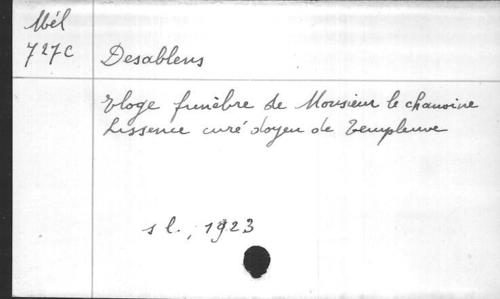 Mél
727C
Desablens
Eloge funèbre de Monsieur le chanoine
Lissence curé doyen de Templeuve
s l., 1923